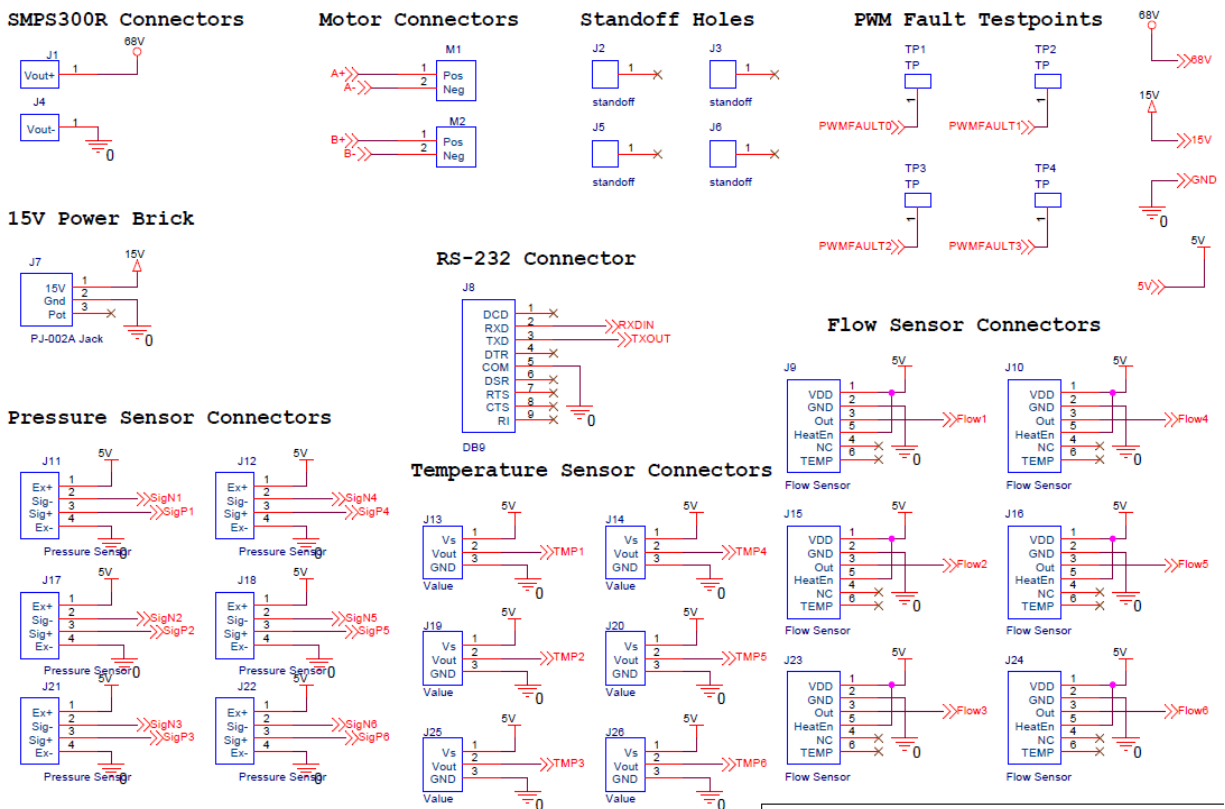 SMPS300R Connectors
Motor Connectors
Standoff Holes
PWM Fault Testpoints
J1
68V
Vout+
1
J4
Vout-
1
0
M1
A+
1
Pos
A-
2
Neg
M2
B+
1
Pos
B-
2
Neg
J2
1
standoff
J3
1
standoff
J5
1
standoff
J6
1
standoff
TP1
TP
1
PWMFAULT0
TP2
TP
1
PWMFAULT1
TP3
TP
1
PWMFAULT2
TP4
TP
1
PWMFAULT3
68V
68V
15V
15V
GND
0
5V
5V
15V Power Brick
J7
15V
15V
1
Gnd
2
Pot
3
0
PJ-002A Jack
RS-232 Connector
J8
DCD
1
RXD
2
RXDIN
TXD
3
TXOUT
DTR
4
COM
5
DSR
6
RTS
7
CTS
8
RI
9
0
DB9
Flow Sensor Connectors
J9
5V
VDD
1
GND
2
Out
3
Flow1
HeatEn
5
NC
4
TEMP
6
0
Flow Sensor
J10
5V
VDD
1
GND
2
Out
3
Flow4
HeatEn
5
NC
4
TEMP
6
0
Flow Sensor
J15
5V
VDD
1
GND
2
Out
3
Flow2
HeatEn
5
NC
4
TEMP
6
0
Flow Sensor
J16
5V
VDD
1
GND
2
Out
3
Flow5
HeatEn
5
NC
4
TEMP
6
0
Flow Sensor
J23
5V
VDD
1
GND
2
Out
3
Flow3
HeatEn
5
NC
4
TEMP
6
0
Flow Sensor
J24
5V
VDD
1
GND
2
Out
3
Flow6
HeatEn
5
NC
4
TEMP
6
0
Flow Sensor
Pressure Sensor Connectors
J11
5V
Ex+
1
Sig-
2
SigN1
Sig+
3
SigP1
Ex-
4
0
Pressure Sensor
J12
5V
Ex+
1
Sig-
2
SigN4
Sig+
3
SigP4
Ex-
4
0
Pressure Sensor
J17
5V
Ex+
1
Sig-
2
SigN2
Sig+
3
SigP2
Ex-
4
0
Pressure Sensor
J18
5V
Ex+
1
Sig-
2
SigN5
Sig+
3
SigP5
Ex-
4
0
Pressure Sensor
J21
5V
Ex+
1
Sig-
2
SigN3
Sig+
3
SigP3
Ex-
4
0
Pressure Sensor
J22
5V
Ex+
1
Sig-
2
SigN6
Sig+
3
SigP6
Ex-
4
0
Pressure Sensor
Temperature Sensor Connectors
J13
5V
Vs
1
Vout
2
TMP1
GND
3
0
Value
J14
5V
Vs
1
Vout
2
TMP4
GND
3
0
Value
J19
5V
Vs
1
Vout
2
TMP2
GND
3
0
Value
J20
5V
Vs
1
Vout
2
TMP5
GND
3
0
Value
J25
5V
Vs
1
Vout
2
TMP3
GND
3
0
Value
J26
5V
Vs
1
Vout
2
TMP6
GND
3
0
Value